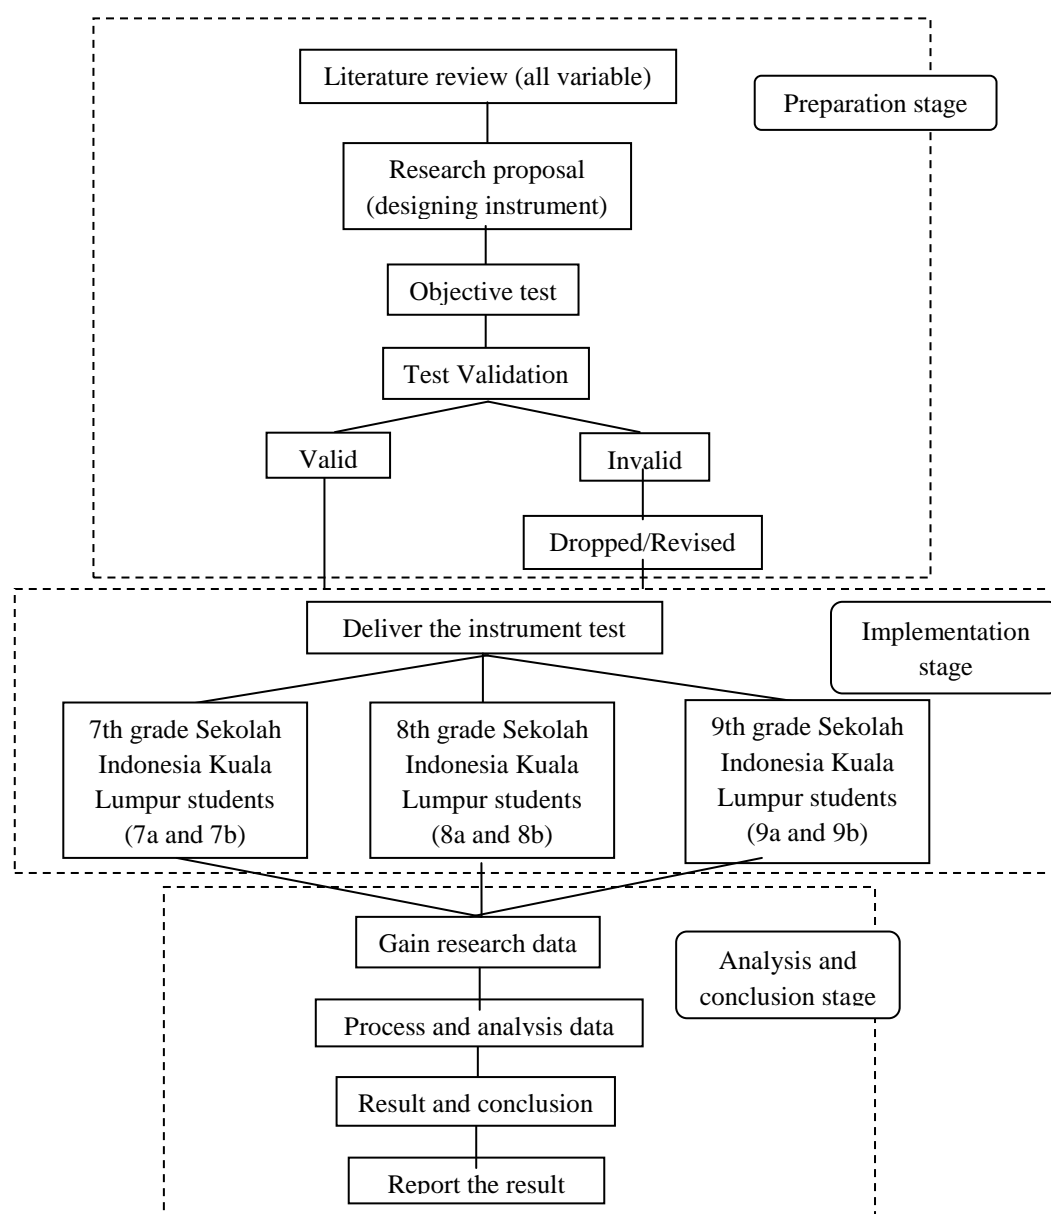 Literature review (all variable)
Preparation stage
Research proposal
(designing instrument)
Objective test
Test Validation
Valid
Invalid
Dropped/Revised
Deliver the instrument test
Implementation
stage
7th grade Sekolah
Indonesia Kuala
Lumpur students
(7a and 7b)
8th grade Sekolah
Indonesia Kuala
Lumpur students
(8a and 8b)
9th grade Sekolah
Indonesia Kuala
Lumpur students
(9a and 9b)
Gain research data
Analysis and
conclusion stage
Process and analysis data
Result and conclusion
Report the result